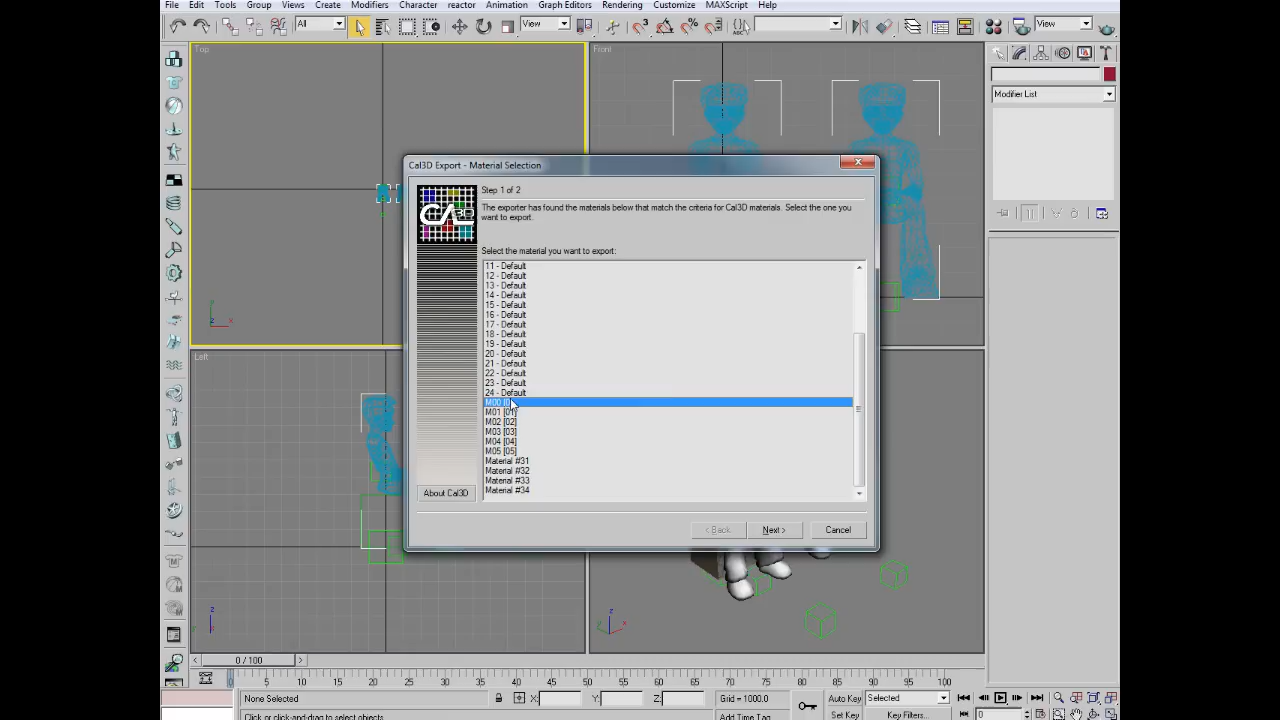 File Edit Tools Group Views Create Modifiers Character reactor Animation Graph Editors Rendering Customize MAXScript Help
All View View
Top
Front
Modifier List
Cal3D Export - Material Selection
Step 1 of 2
The exporter has found the materials below that match the criteria for Cal3D materials. Select the one you
want to export.
Select the material you want to export:
11 - Default
12 - Default
13 - Default
14 - Default
15 - Default
16 - Default
17 - Default
18 - Default
19 - Default
20 - Default
21 - Default
22 - Default
23 - Default
24 - Default
M00
M01 [01]
M02 [02]
M03 [03]
M04 [04]
M05 [05]
Material #31
Material #32
Material #33
Material #34
About Cal3D
< Back Next > Cancel
Left
0 / 100
0 5 10 15 20 25 30 35 40 45 50 55 60 65 70 75 80 85 90 95 100
None Selected X: Y: Z: Grid = 1000.0 Auto Key Selected
Click or click-and-drag to select objects Add Time Tag Set Key Key Filters... 0